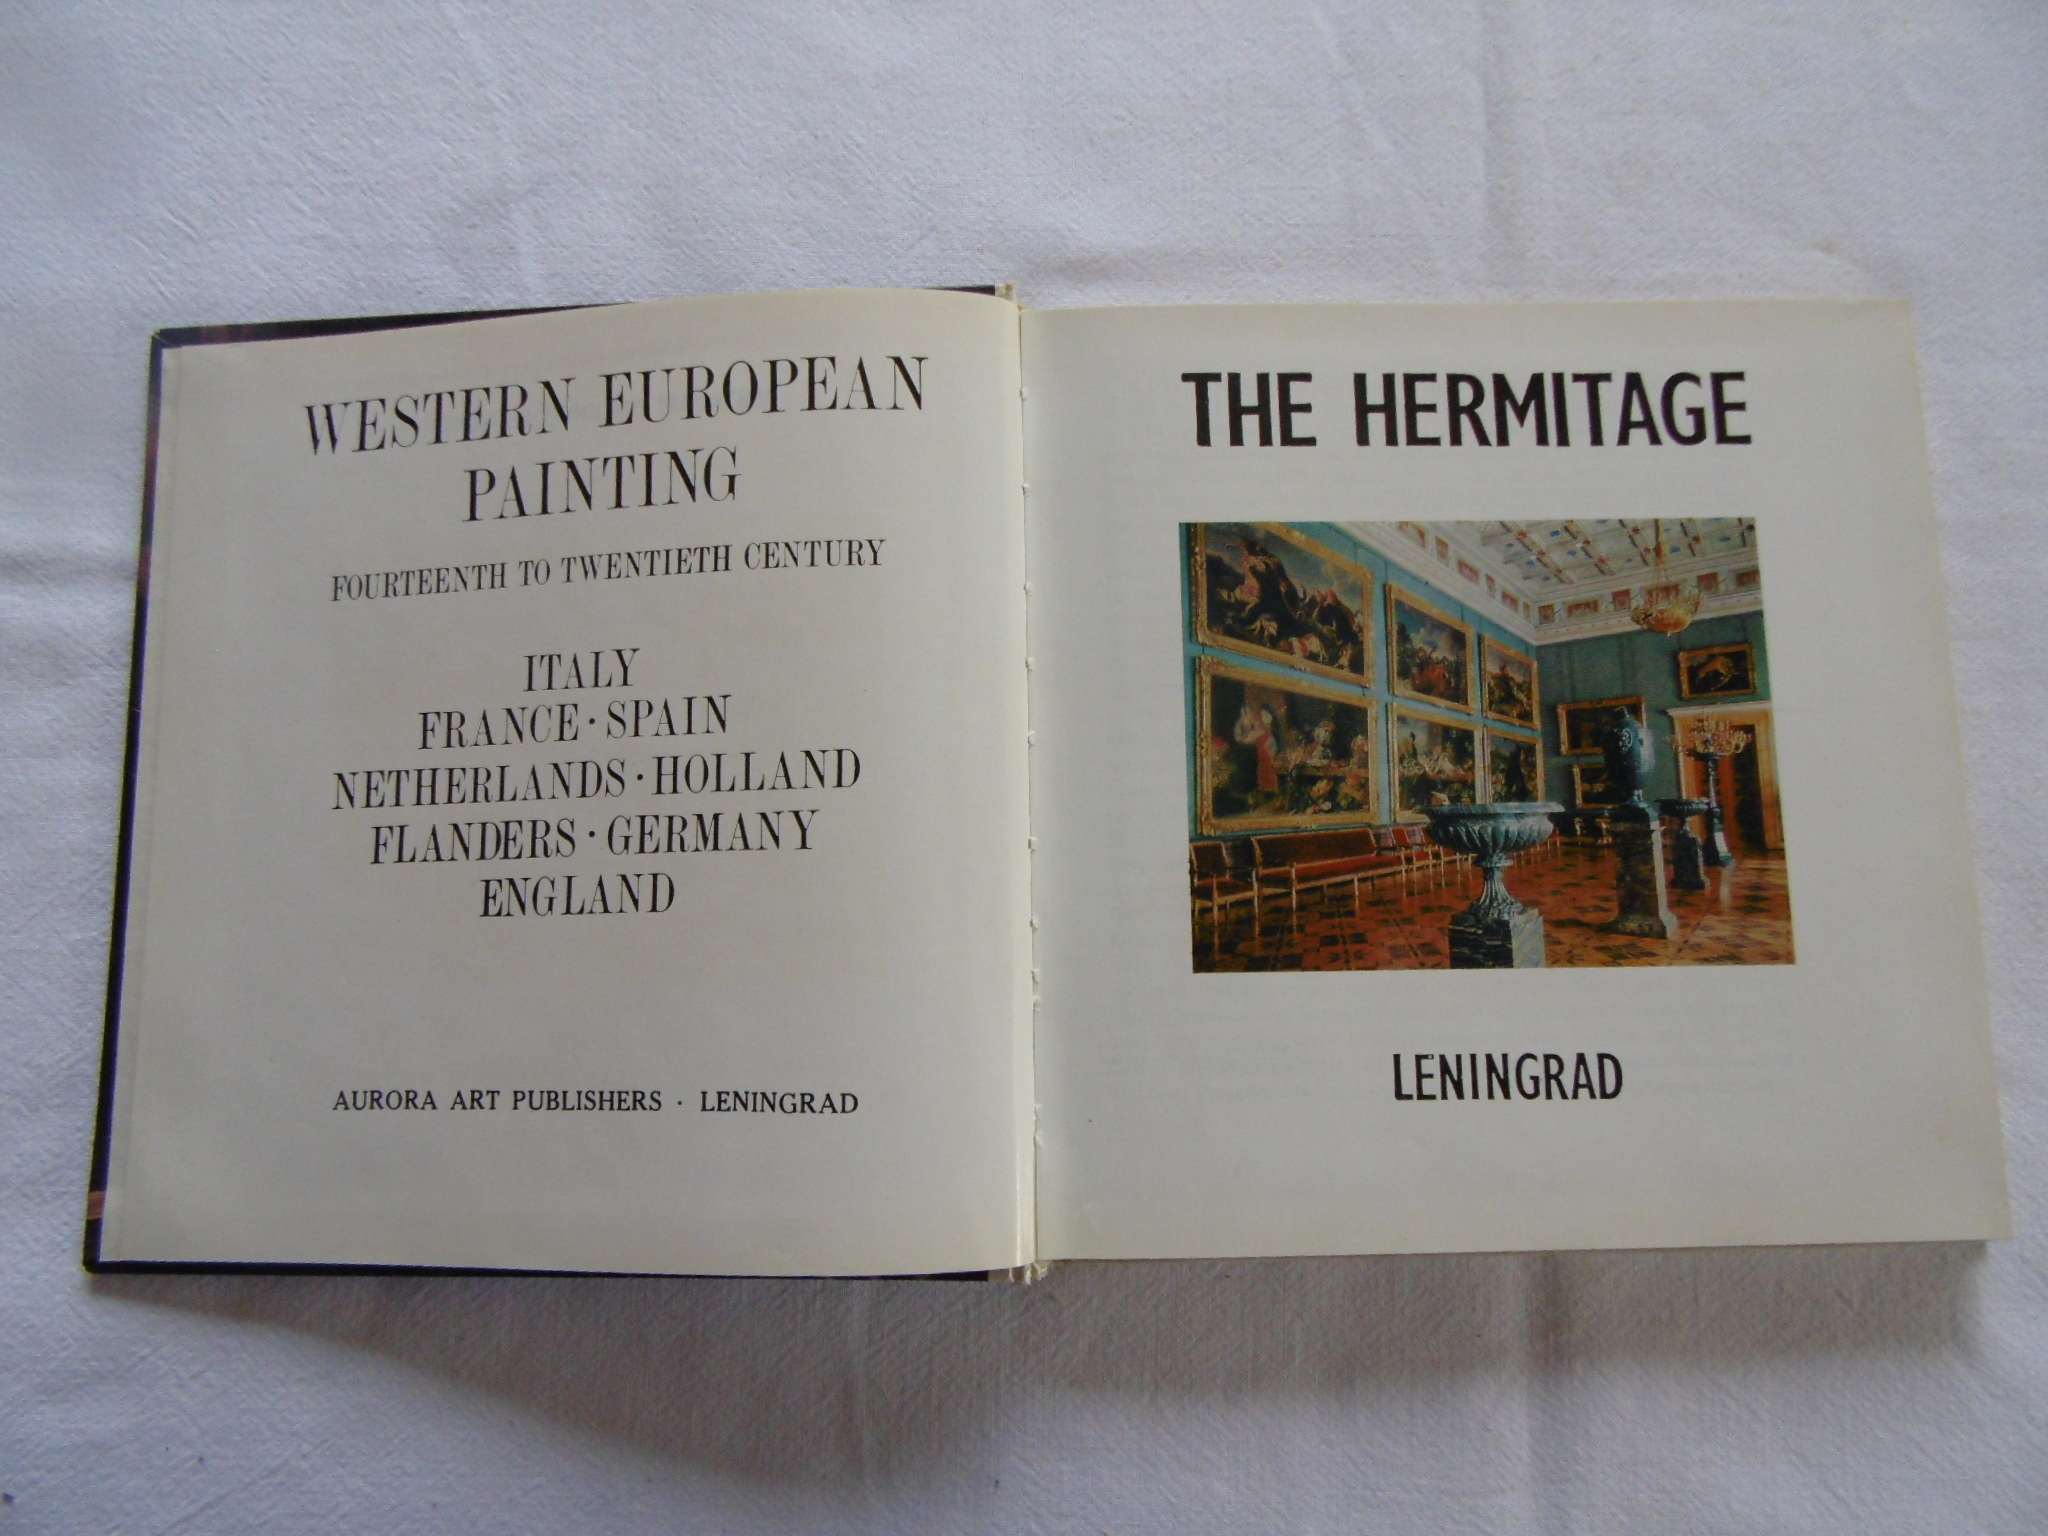 WESTERN EUROPEAN
PAINTING
FOURTEENTH TO TWENTIETH CENTURY
ITALY
FRANCE · SPAIN
NETHERLANDS · HOLLAND
FLANDERS · GERMANY
ENGLAND
AURORA ART PUBLISHERS · LENINGRAD
THE HERMITAGE
LENINGRAD